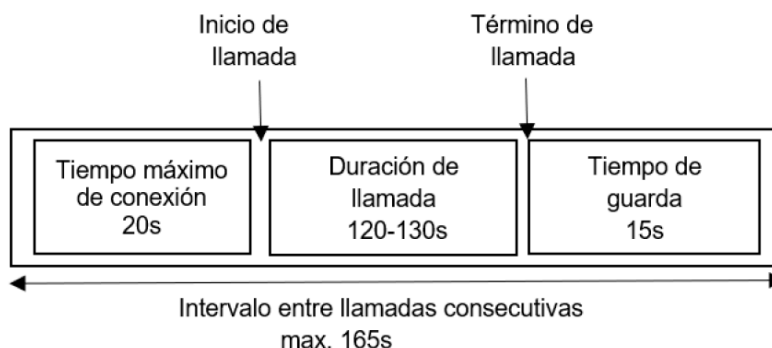 Inicio de
llamada
Término de
llamada
Tiempo máximo
de conexión
20s
Duración de
llamada
120-130s
Tiempo de
guarda
15s
Intervalo entre llamadas consecutivas
max. 165s